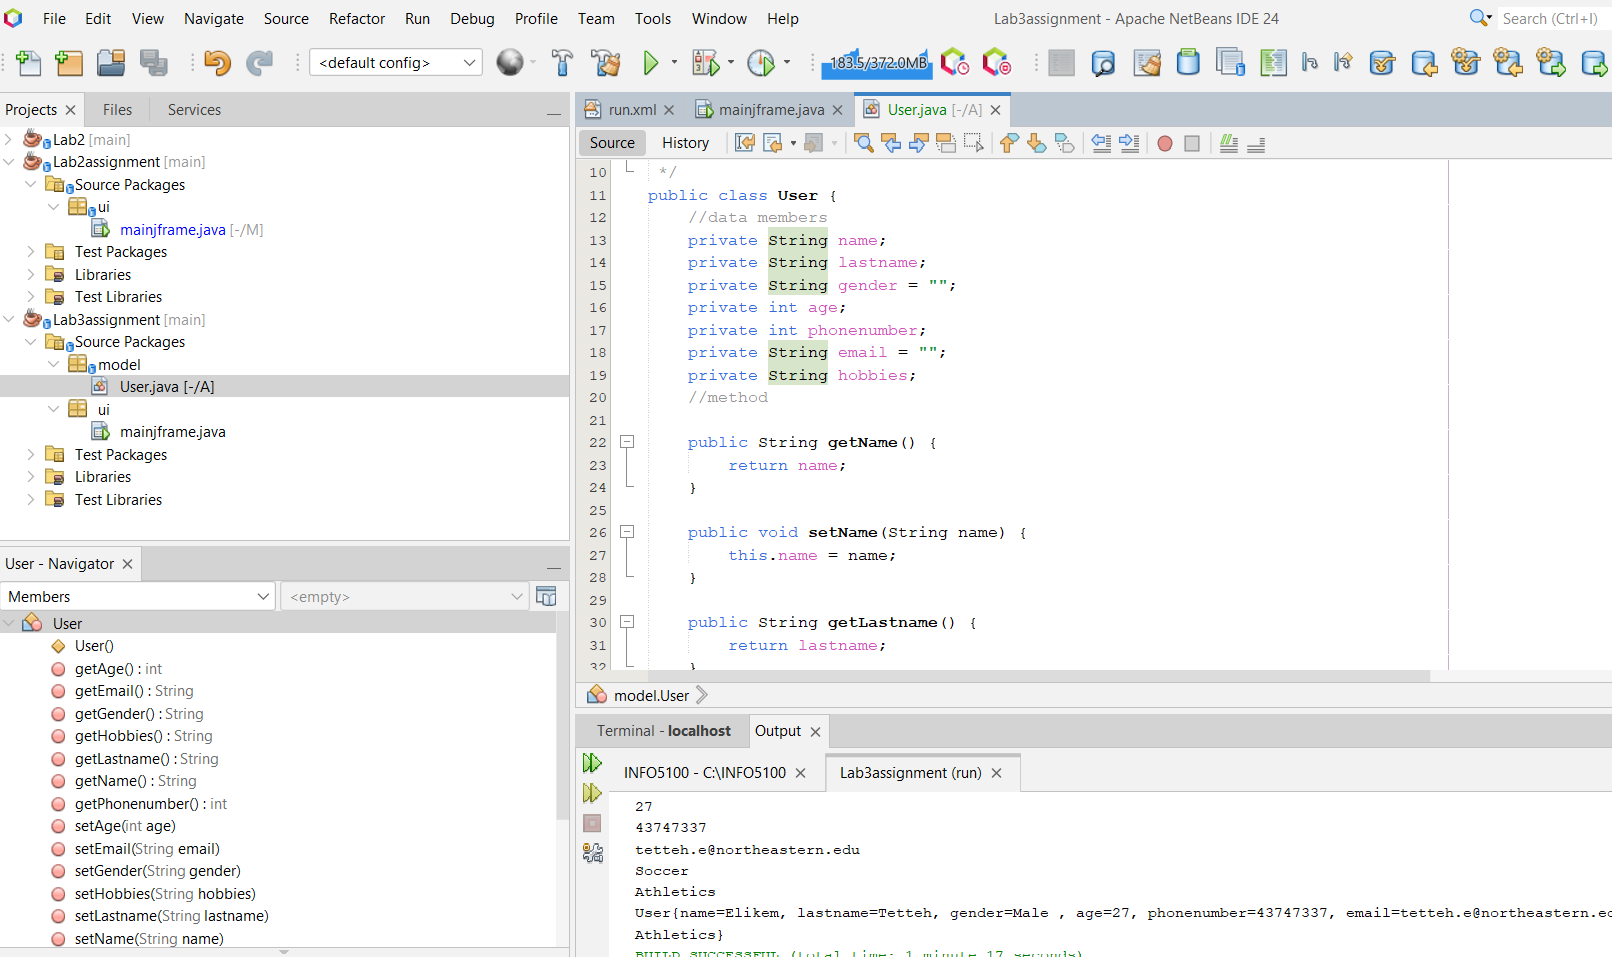 File Edit View Navigate Source Refactor Run Debug Profile Team Tools Window Help
Lab3assignment - Apache NetBeans IDE 24
Search (Ctrl+I)
<default config>
183.5/372.0MB
Projects
Files
Services
Lab2 [main]
Lab2assignment [main]
Source Packages
ui
mainjframe.java [-/M]
Test Packages
Libraries
Test Libraries
Lab3assignment [main]
Source Packages
model
User.java [-/A]
ui
mainjframe.java
Test Packages
Libraries
Test Libraries
User - Navigator
Members
<empty>
User
User()
getAge() : int
getEmail() : String
getGender() : String
getHobbies() : String
getLastname() : String
getName() : String
getPhonenumber() : int
setAge(int age)
setEmail(String email)
setGender(String gender)
setHobbies(String hobbies)
setLastname(String lastname)
setName(String name)
run.xml mainjframe.java User.java [-/A]
Source History
10 */
11 public class User {
12 //data members
13 private String name;
14 private String lastname;
15 private String gender = "";
16 private int age;
17 private int phonenumber;
18 private String email = "";
19 private String hobbies;
20 //method
21
22 public String getName() {
23 return name;
24 }
25
26 public void setName(String name) {
27 this.name = name;
28 }
29
30 public String getLastname() {
31 return lastname;
32 }
model.User
Terminal - localhost
Output
INFO5100 - C:\INFO5100
Lab3assignment (run)
27
43747337
tetteh.e@northeastern.edu
Soccer
Athletics
User{name=Elikem, lastname=Tetteh, gender=Male , age=27, phonenumber=43747337, email=tetteh.e@northeastern.ed
Athletics}
BUILD SUCCESSFUL (total time: 1 minute 17 seconds)